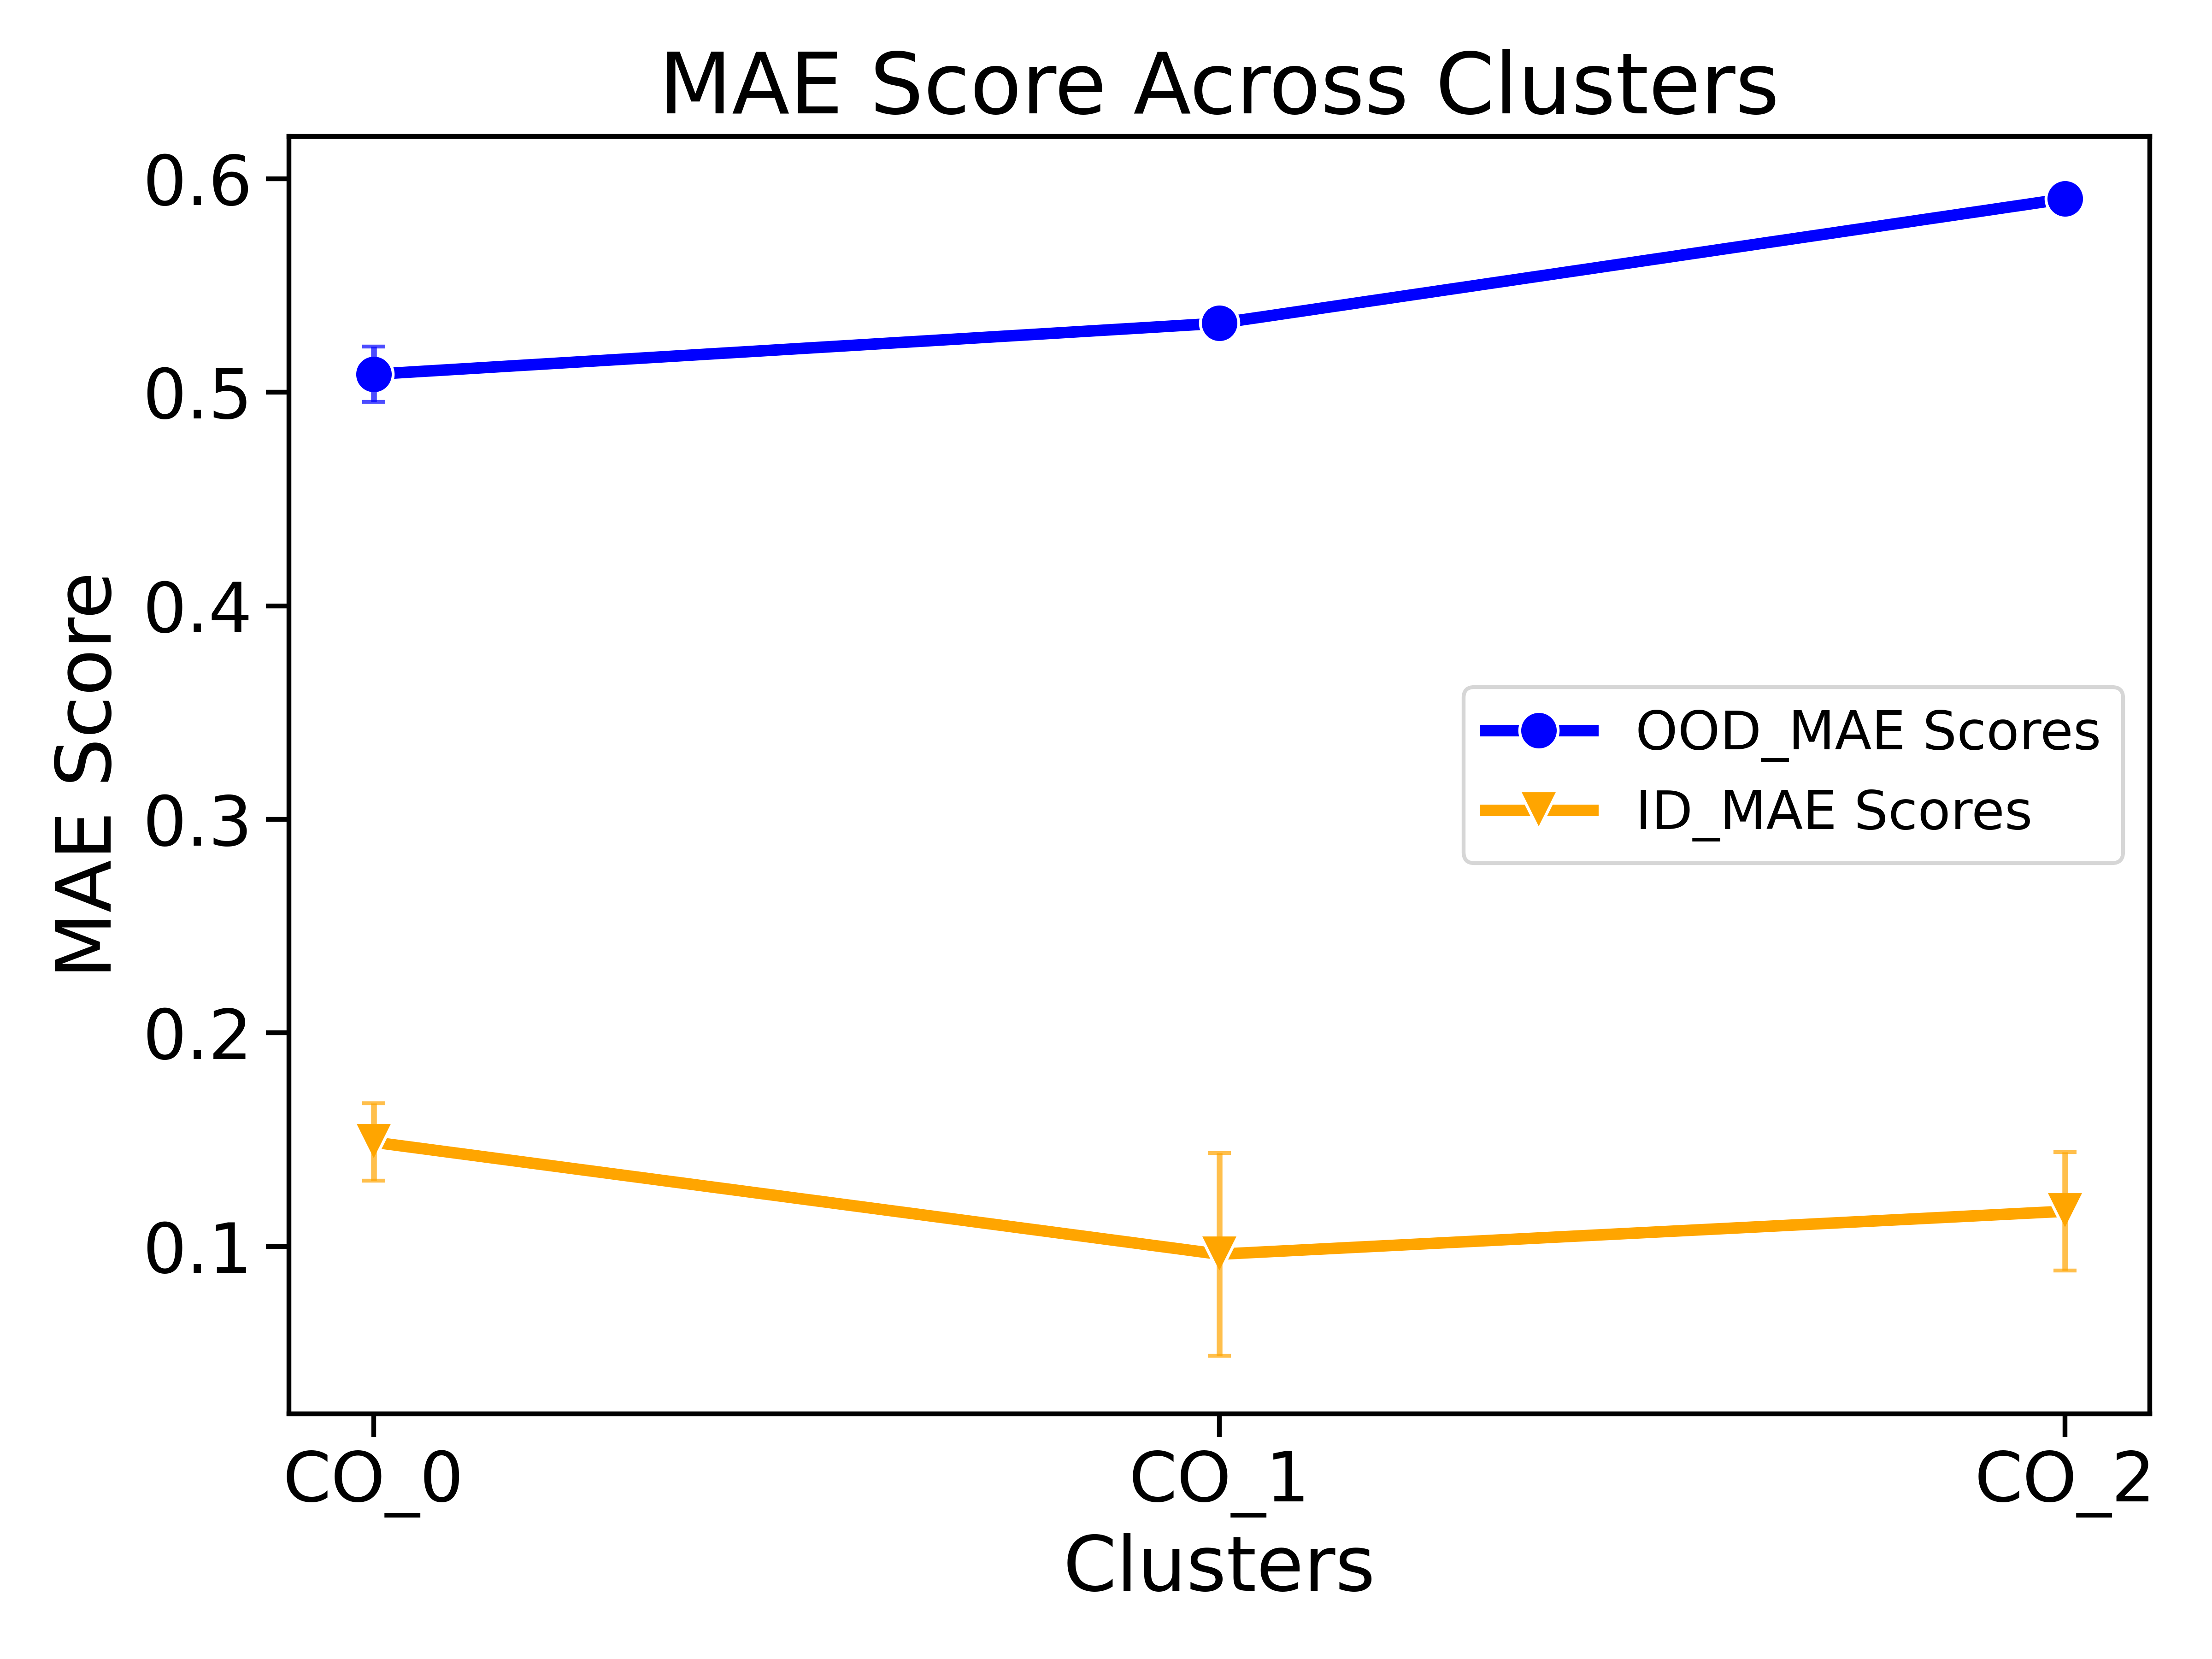 MAE Score Across Clusters
0.6
0.5
0.4
0.3
0.2
0.1
MAE Score
OOD_MAE Scores
ID_MAE Scores
CO_0
CO_1
CO_2
Clusters